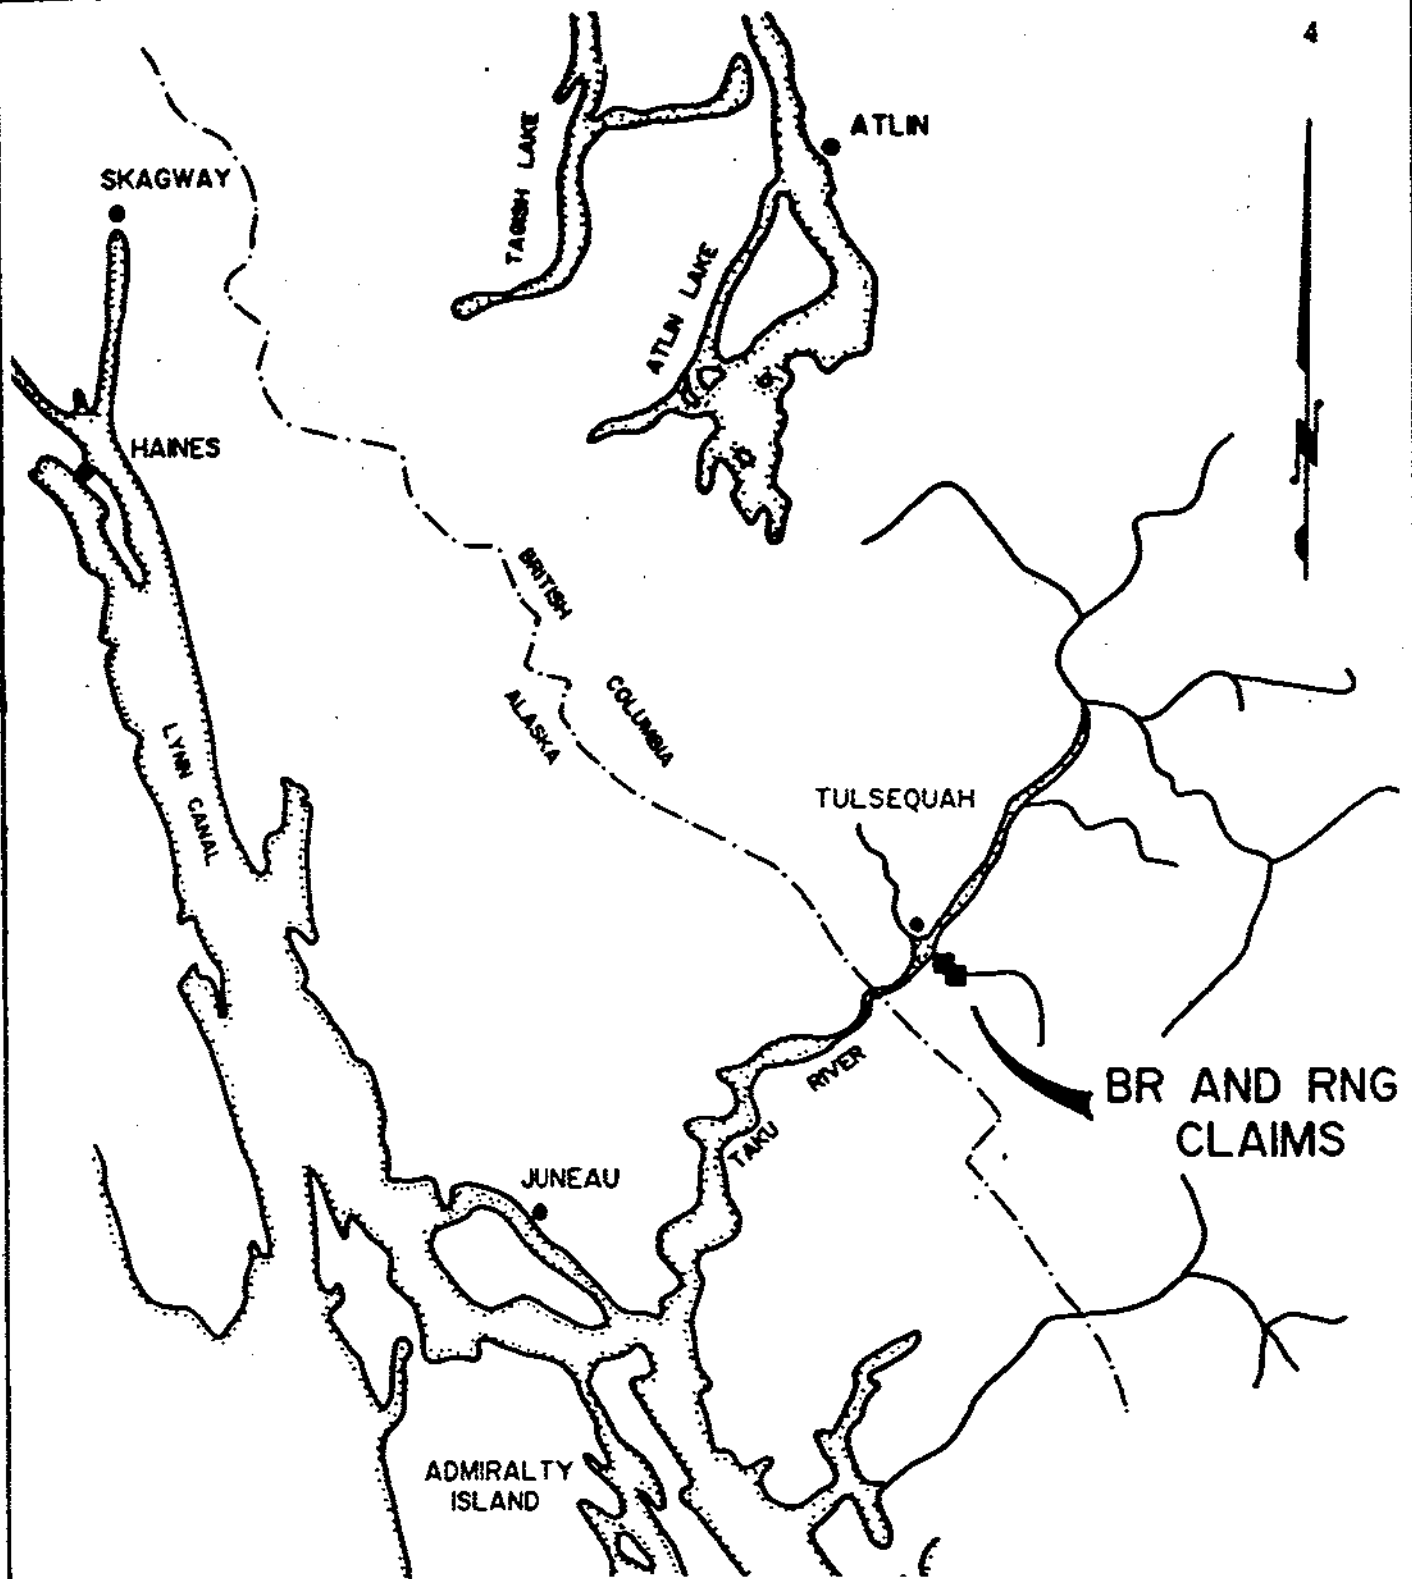 4
ATLIN
TAGISH LAKE
SKAGWAY
ATLIN LAKE
HAINES
BRITISH
COLUMBIA
ALASKA
LYNN CANAL
TULSEQUAH
RIVER
TAKU
BR AND RNG
CLAIMS
JUNEAU
ADMIRALTY
ISLAND